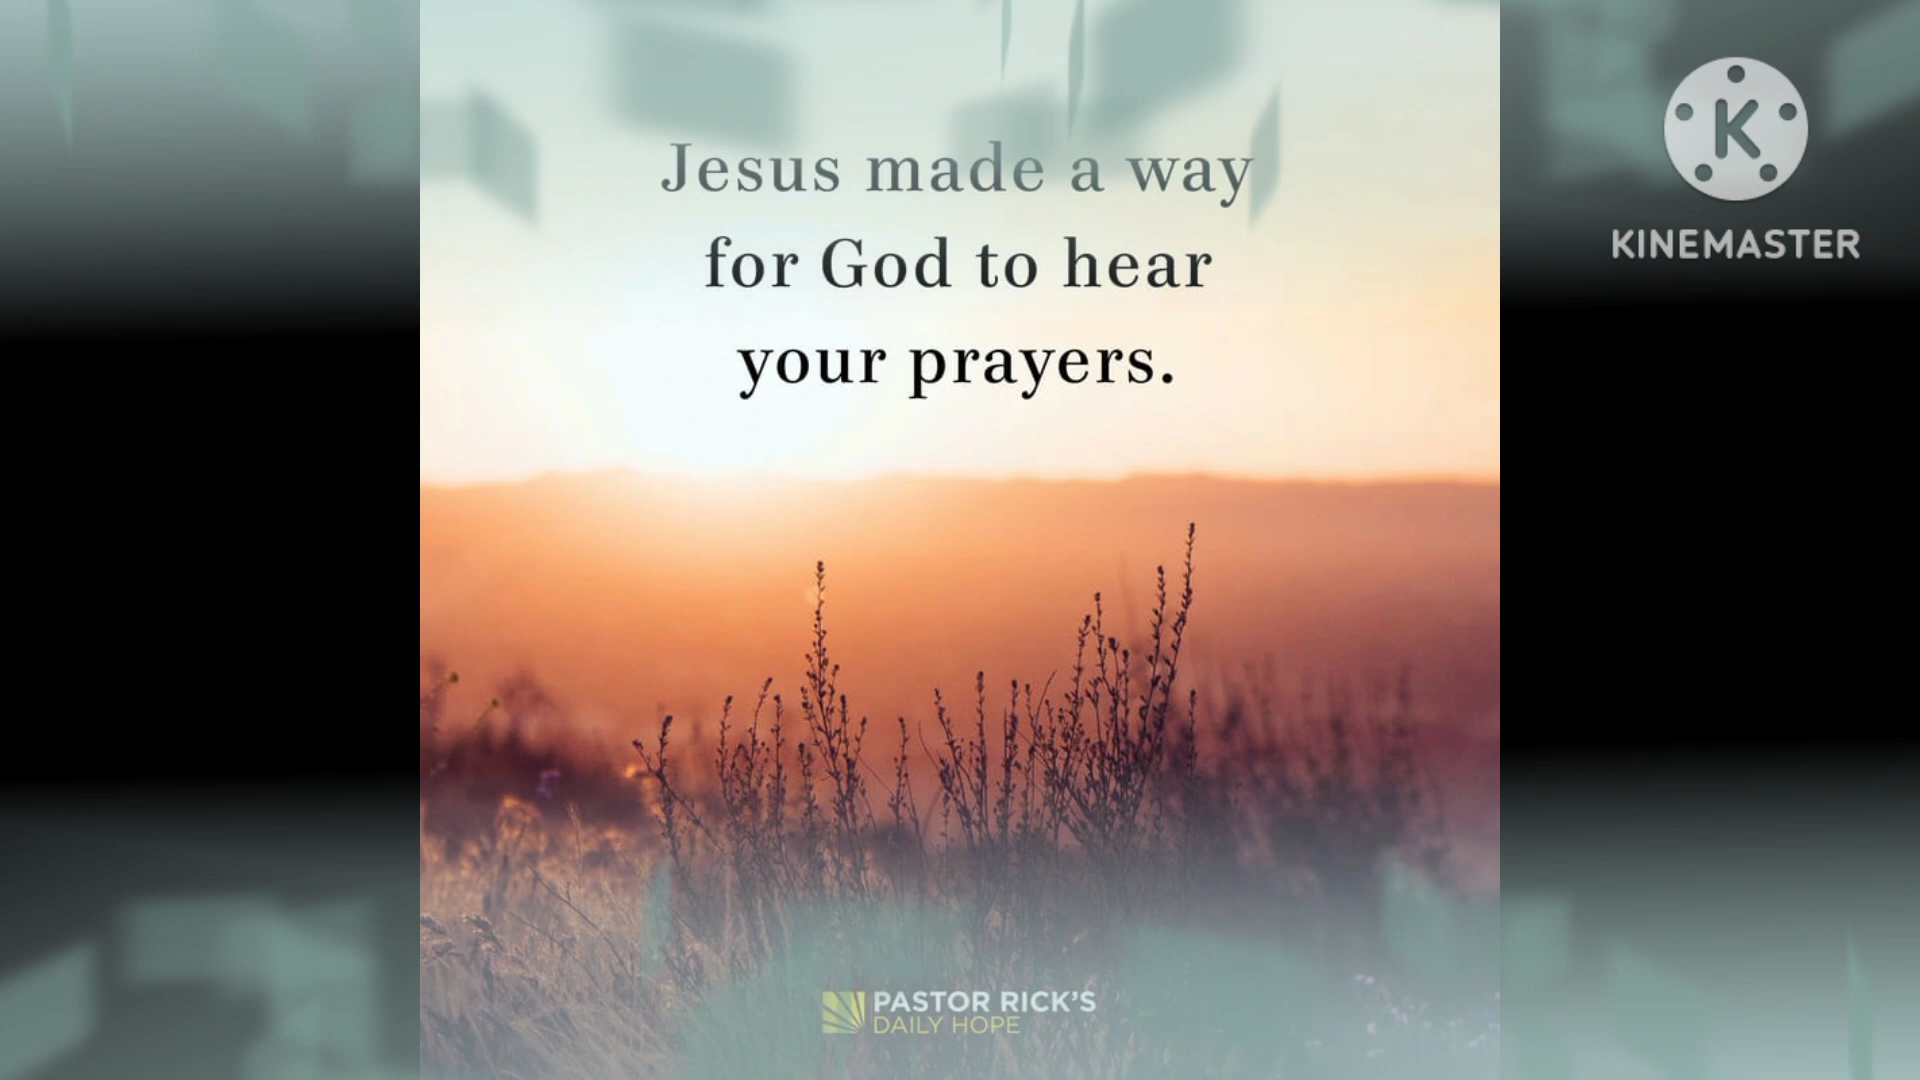 Jesus made a way
for God to hear
your prayers.
K
KINEMASTER
PASTOR RICK'S
DAILY HOPE